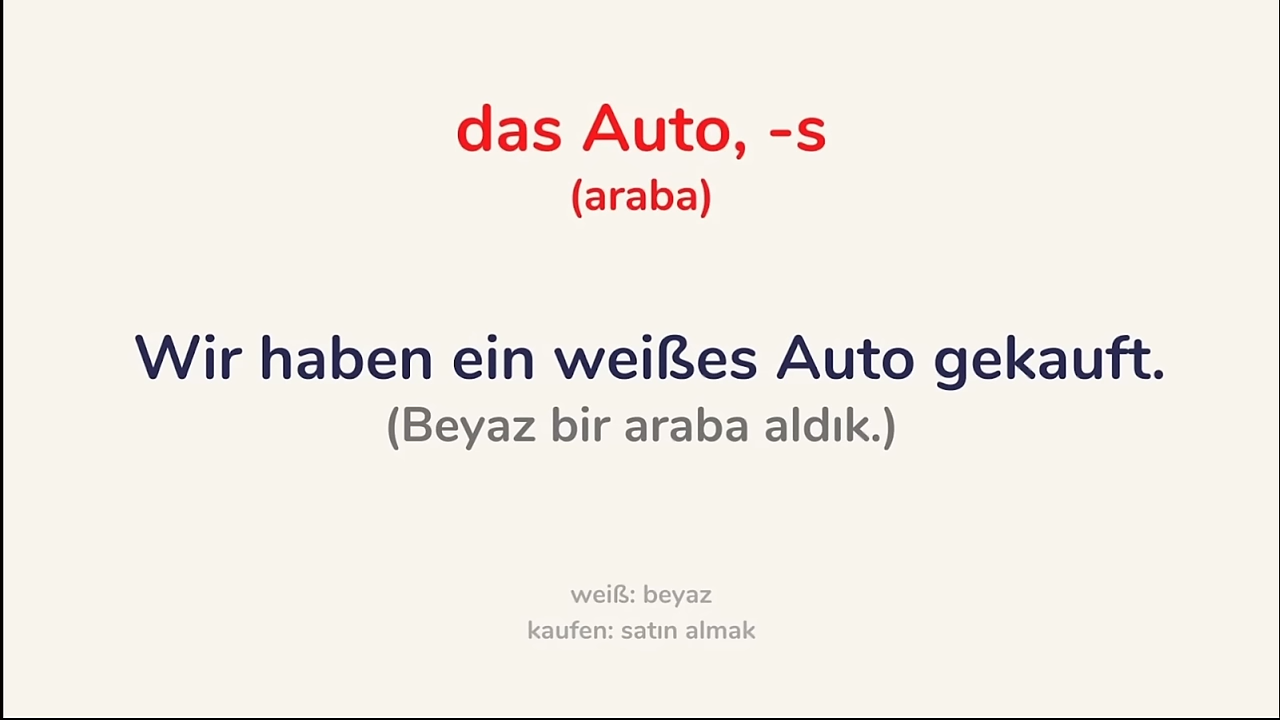 das Auto, -s
(araba)
Wir haben ein weißes Auto gekauft.
(Beyaz bir araba aldık.)
weiß: beyaz
kaufen: satın almak